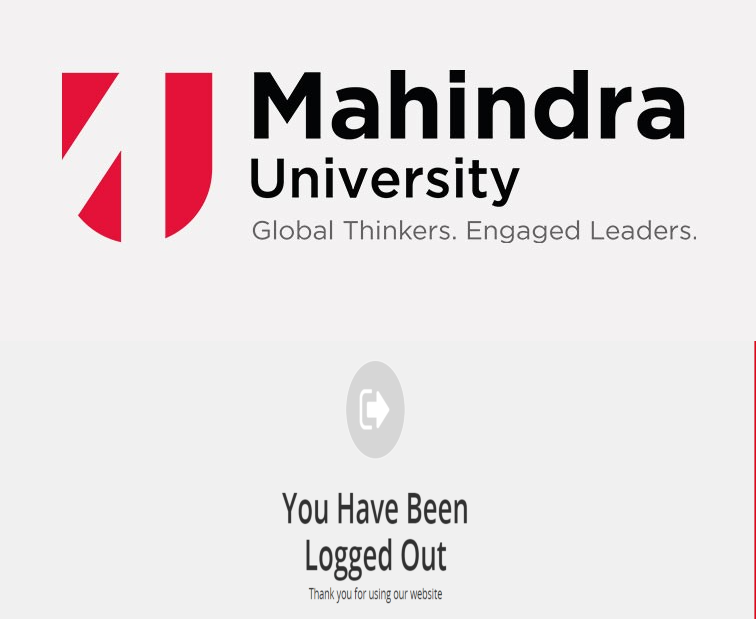 Mahindra
University
Global Thinkers. Engaged Leaders.
You Have Been
Logged Out
Thank you for using our website